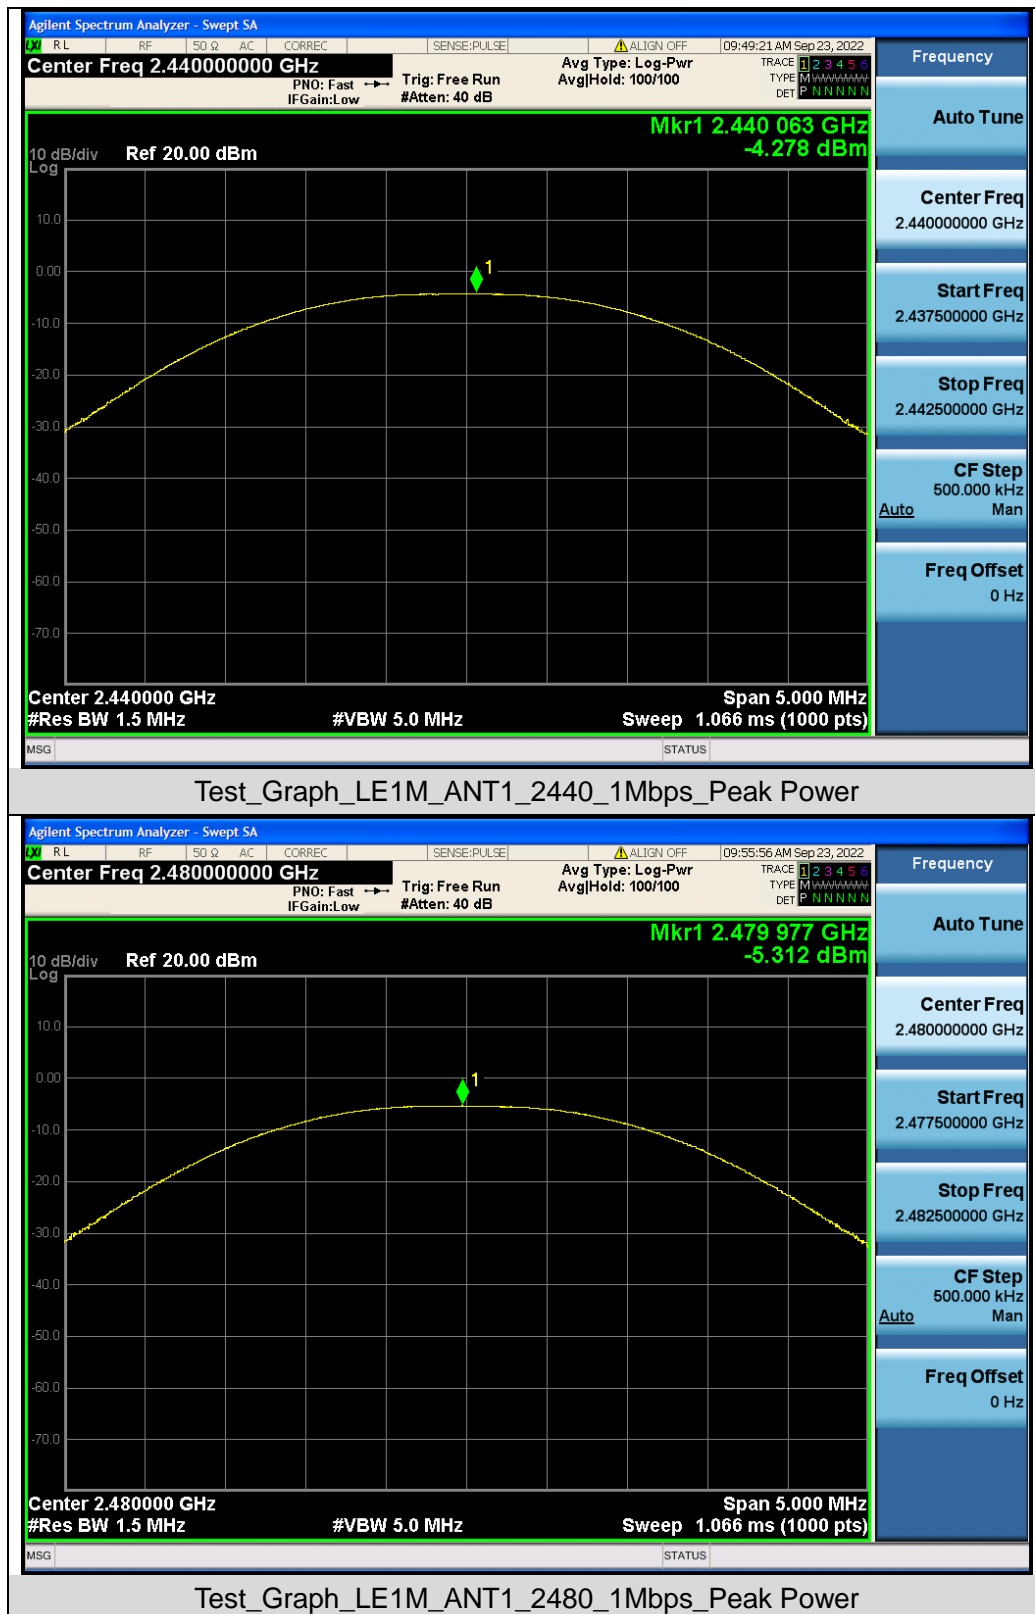 Agilent Spectrum Analyzer - Swept SA
LXI RL RF 50 Ω AC CORREC SENSE:PULSE ALIGN OFF 09:49:21 AM Sep 23, 2022
Center Freq 2.440000000 GHz
PNO: Fast
IFGain:Low
Trig: Free Run
#Atten: 40 dB
Avg Type: Log-Pwr
Avg|Hold: 100/100
TRACE 1 2 3 4 5 6
TYPE M WWWWW
DET P N N N N N
Mkr1 2.440 063 GHz
-4.278 dBm
10 dB/div Ref 20.00 dBm
Log
10.0
0.00
1
-10.0
-20.0
-30.0
-40.0
-50.0
-60.0
-70.0
Center 2.440000 GHz Span 5.000 MHz
#Res BW 1.5 MHz #VBW 5.0 MHz Sweep 1.066 ms (1000 pts)
MSG STATUS
Frequency
Auto Tune
Center Freq
2.440000000 GHz
Start Freq
2.437500000 GHz
Stop Freq
2.442500000 GHz
CF Step
500.000 kHz
Auto Man
Freq Offset
0 Hz
Test_Graph_LE1M_ANT1_2440_1Mbps_Peak Power
Agilent Spectrum Analyzer - Swept SA
LXI RL RF 50 Ω AC CORREC SENSE:PULSE ALIGN OFF 09:55:56 AM Sep 23, 2022
Center Freq 2.480000000 GHz
PNO: Fast
IFGain:Low
Trig: Free Run
#Atten: 40 dB
Avg Type: Log-Pwr
Avg|Hold: 100/100
TRACE 1 2 3 4 5 6
TYPE M WWWWW
DET P N N N N N
Mkr1 2.479 977 GHz
-5.312 dBm
10 dB/div Ref 20.00 dBm
Log
10.0
0.00
1
-10.0
-20.0
-30.0
-40.0
-50.0
-60.0
-70.0
Center 2.480000 GHz Span 5.000 MHz
#Res BW 1.5 MHz #VBW 5.0 MHz Sweep 1.066 ms (1000 pts)
MSG STATUS
Frequency
Auto Tune
Center Freq
2.480000000 GHz
Start Freq
2.477500000 GHz
Stop Freq
2.482500000 GHz
CF Step
500.000 kHz
Auto Man
Freq Offset
0 Hz
Test_Graph_LE1M_ANT1_2480_1Mbps_Peak Power